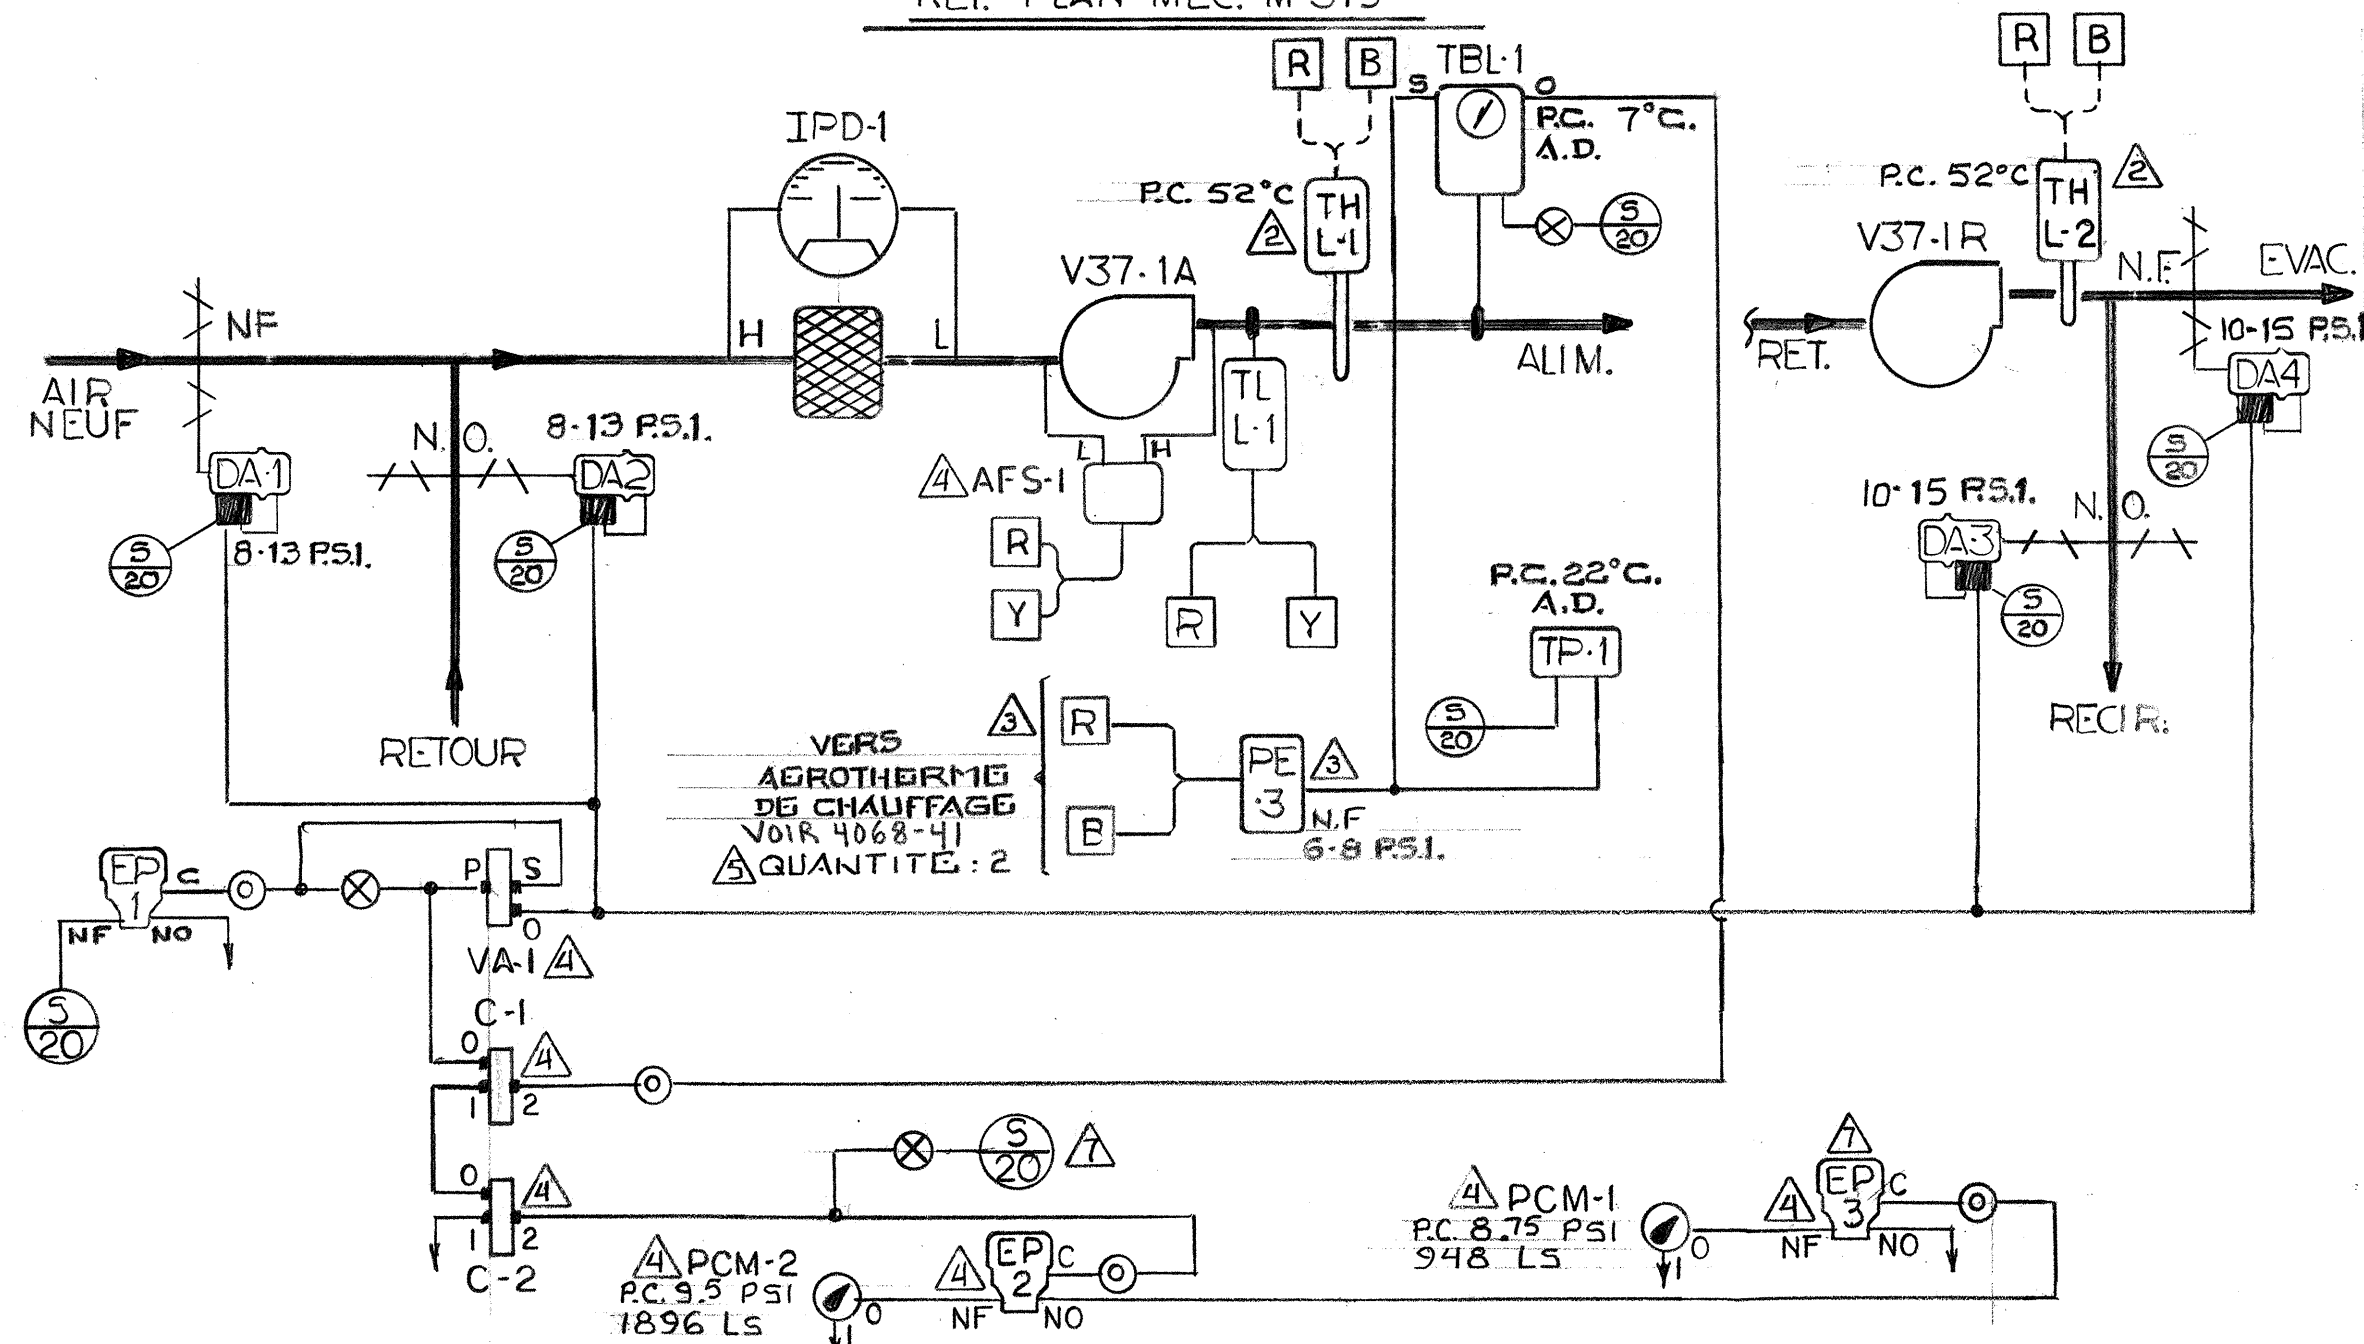 REF. PLAN MÉC. M-313
R B
TBL-1
S O
P.C. 7°C.
A.D.
S
20
R B
IPD-1
H L
P.C. 52°C
2
TH
L-1
P.C. 52°C
TH
L-2
2
V37-1A
V37-1R
N.F.
EVAC.
NF
AIR
NEUF
ALIM.
RET.
10-15 P.S.I.
DA4
S
20
N.O.
8-13 P.S.I.
DA-1
DA2
S
20
8-13 P.S.I.
S
20
RETOUR
L H
4 AFS-1
R
Y
TL
L-1
R Y
10-15 P.S.I.
N.O.
DA-3
S
20
RECIR.
P.C. 22°C.
A.D.
TP-1
S
20
3
R
B
VERS
AEROTHERME
DE CHAUFFAGE
VOIR 4068-41
5 QUANTITE : 2
PE
-3
3
N.F
6-8 P.S.I.
EP
1
C
NF NO
S
20
P S
O
VA-1 4
C-1
O
4
1 2
O
4
1 2
C-2
S
20
7
4 PCM-2
P.C. 9.5 PSI
1896 LS
O
1
4
EP
2
C
NF NO
4 PCM-1
P.C. 8.75 PSI
948 LS
O
1
7
4
EP
3
C
NF NO